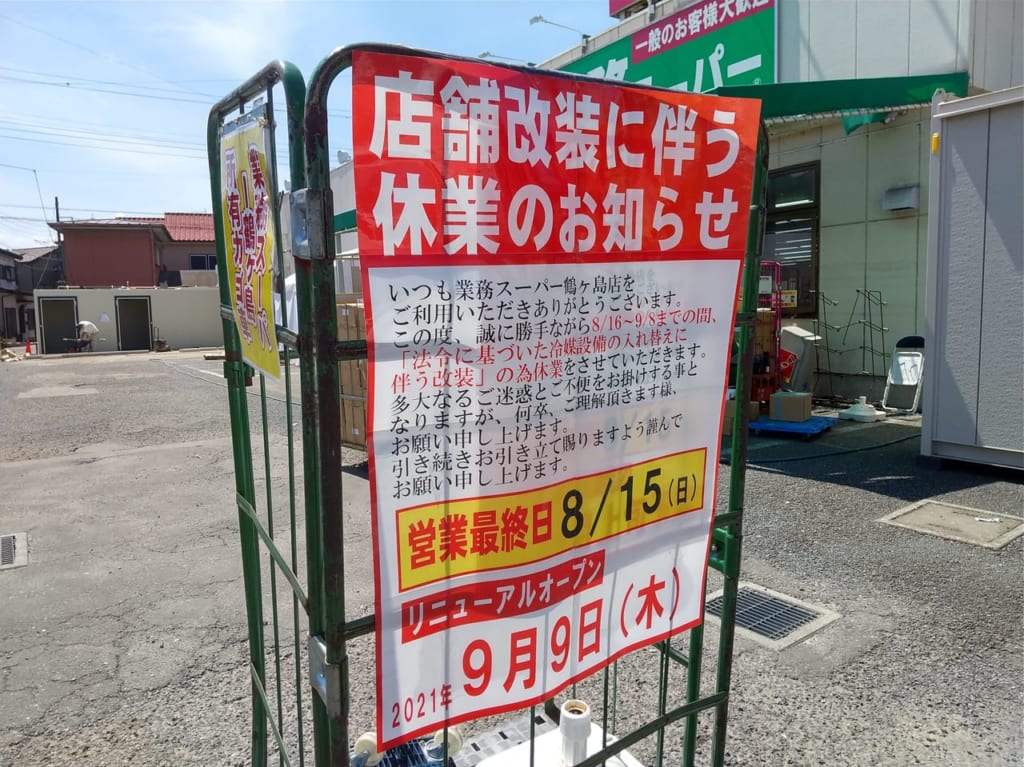 一般のお客様大歓迎
スーパー
店舗改装に伴う
休業のお知らせ
いつも業務スーパー鶴ヶ島店を
ご利用いただきありがとうございます。
この度、誠に勝手ながら8/16~9/8までの間、
「法令に基づいた冷媒設備の入れ替えに
伴う改装」の為休業をさせていただきます。
多大なるご迷惑とご不便をお掛けする事と
なりますが、何卒、ご理解頂きます様、
お願い申し上げます。
引き続きお引き立て賜りますよう謹んで
お願い申し上げます。
営業最終日8/15(日)
リニューアルオープン
2021年 9月9日(木)